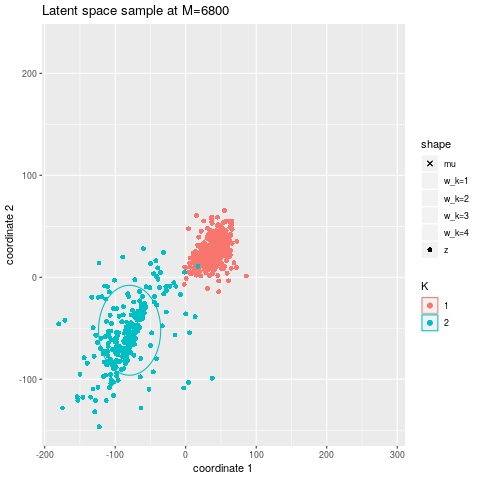 Latent space sample at M=6800
coordinate 2
200
100
0
-100
-200
-100
0
100
200
300
coordinate 1
shape
mu
w_k=1
w_k=2
w_k=3
w_k=4
z
K
1
2